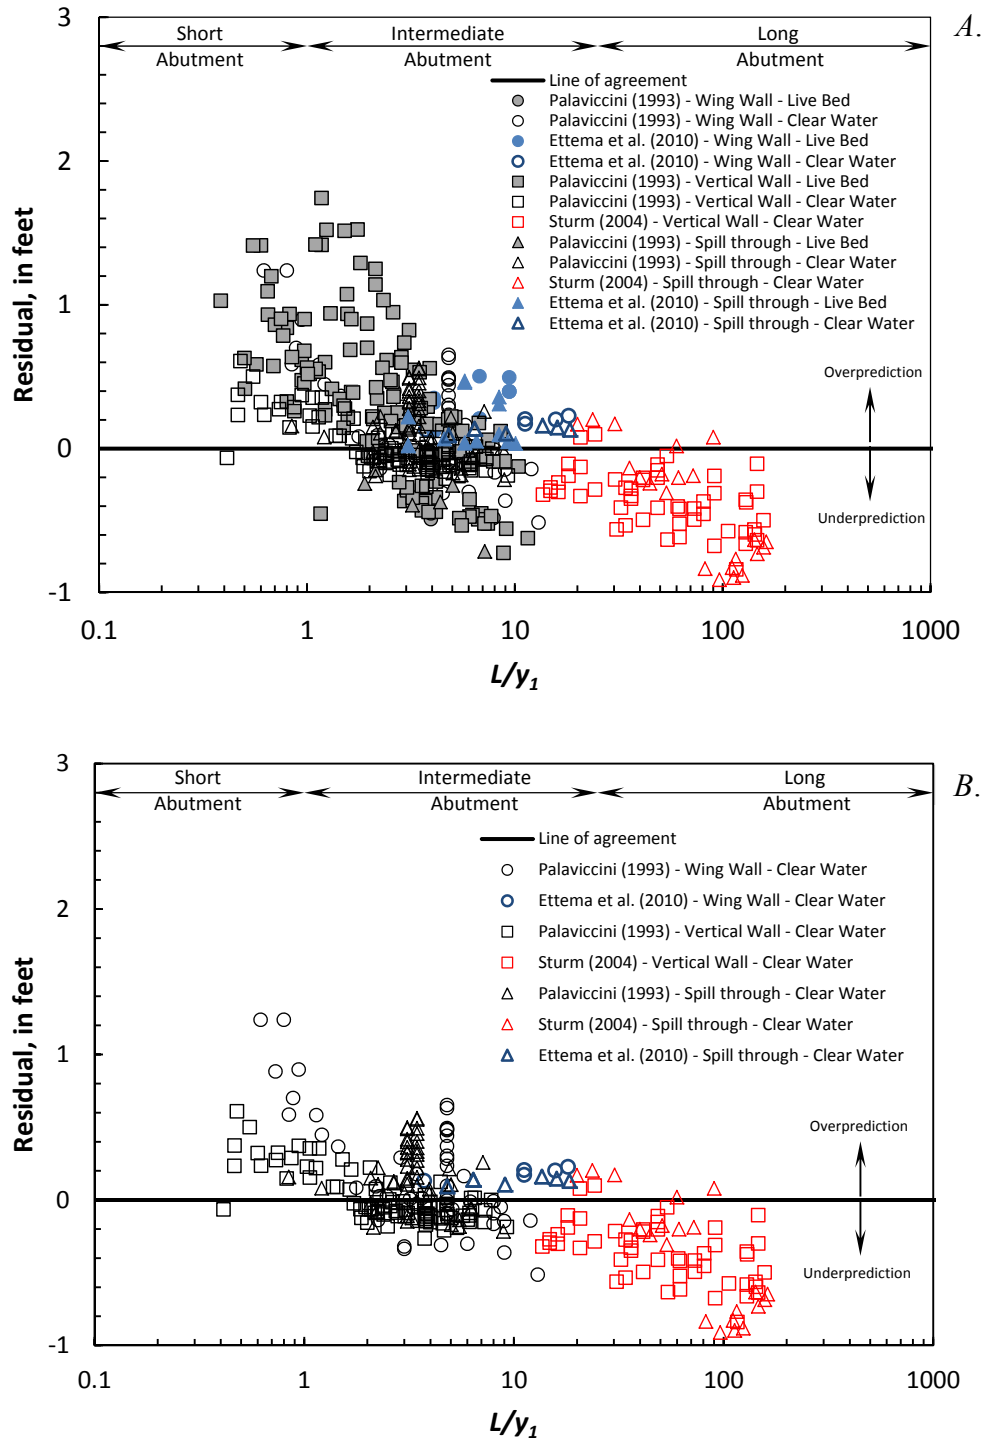 A.
3
2
1
0
-1
Residual, in feet
Short
Abutment
Intermediate
Abutment
Long
Abutment
Line of agreement
Palaviccini (1993) - Wing Wall - Live Bed
Palaviccini (1993) - Wing Wall - Clear Water
Ettema et al. (2010) - Wing Wall - Live Bed
Ettema et al. (2010) - Wing Wall - Clear Water
Palaviccini (1993) - Vertical Wall - Live Bed
Palaviccini (1993) - Vertical Wall - Clear Water
Sturm (2004) - Vertical Wall - Clear Water
Palaviccini (1993) - Spill through - Live Bed
Palaviccini (1993) - Spill through - Clear Water
Sturm (2004) - Spill through - Clear Water
Ettema et al. (2010) - Spill through - Live Bed
Ettema et al. (2010) - Spill through - Clear Water
Overprediction
Underprediction
0.1 1 10 100 1000
L/y1
B.
3
2
1
0
-1
Residual, in feet
Short
Abutment
Intermediate
Abutment
Long
Abutment
Line of agreement
Palaviccini (1993) - Wing Wall - Clear Water
Ettema et al. (2010) - Wing Wall - Clear Water
Palaviccini (1993) - Vertical Wall - Clear Water
Sturm (2004) - Vertical Wall - Clear Water
Palaviccini (1993) - Spill through - Clear Water
Sturm (2004) - Spill through - Clear Water
Ettema et al. (2010) - Spill through - Clear Water
Overprediction
Underprediction
0.1 1 10 100 1000
L/y1